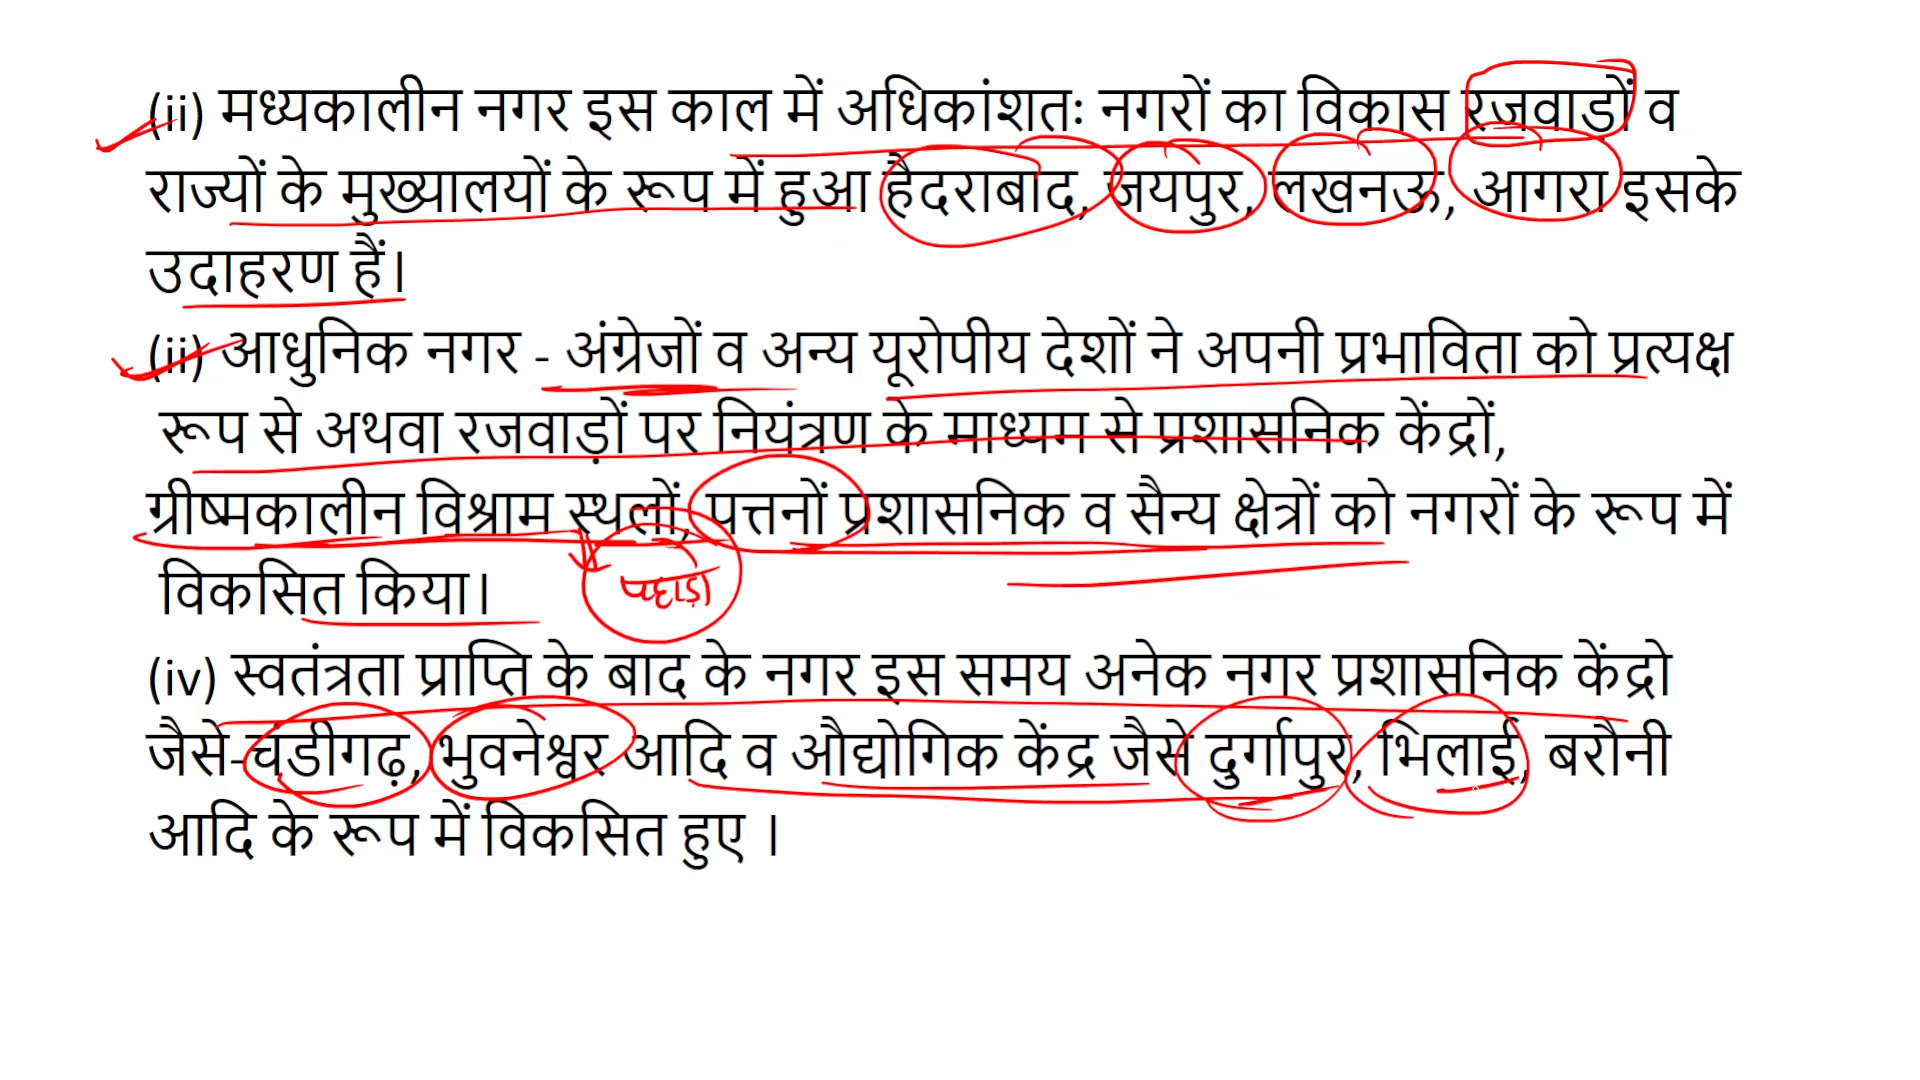 (ii) मध्यकालीन नगर इस काल में अधिकांशतः नगरों का विकास रजवाडों व
राज्यों के मुख्यालयों के रूप में हुआ हैदराबाद, जयपुर, लखनऊ, आगरा इसके
उदाहरण हैं।
(ii) आधुनिक नगर - अंग्रेजों व अन्य यूरोपीय देशों ने अपनी प्रभाविता को प्रत्यक्ष
रूप से अथवा रजवाड़ों पर नियंत्रण के माध्यम से प्रशासनिक केंद्रों,
ग्रीष्मकालीन विश्राम स्थलों, पत्तनों प्रशासनिक व सैन्य क्षेत्रों को नगरों के रूप में
विकसित किया।
पहाड़ी
(iv) स्वतंत्रता प्राप्ति के बाद के नगर इस समय अनेक नगर प्रशासनिक केंद्रो
जैसे-चंडीगढ़, भुवनेश्वर आदि व औद्योगिक केंद्र जैसे दुर्गापुर, भिलाई, बरौनी
आदि के रूप में विकसित हुए ।